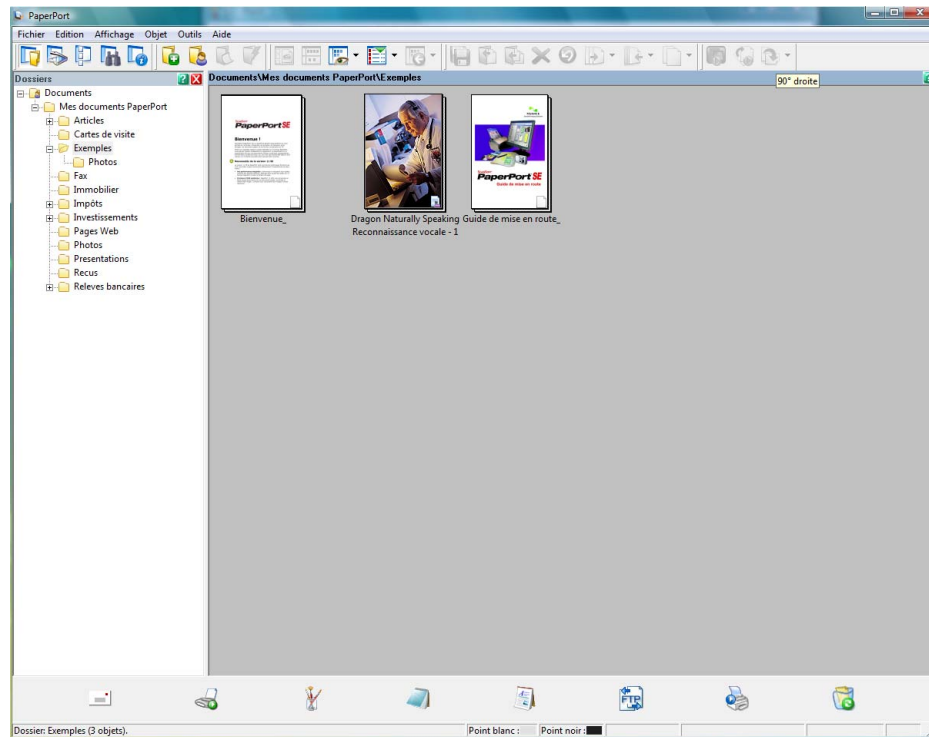 PaperPort
Fichier Edition Affichage Objet Outils Aide
Dossiers
Documents\Mes documents PaperPort\Exemples
90° droite
Documents
Mes documents PaperPort
Articles
Cartes de visite
Exemples
Photos
Fax
Immobilier
Impôts
Investissements
Pages Web
Photos
Presentations
Recus
Releves bancaires
PaperPort SE
Bienvenue !
PaperPort SE
Guide de mise en route
Bienvenue_
Dragon Naturally Speaking
Reconnaissance vocale - 1
Guide de mise en route_
FTP
Dossier: Exemples (3 objets).
Point blanc :
Point noir :